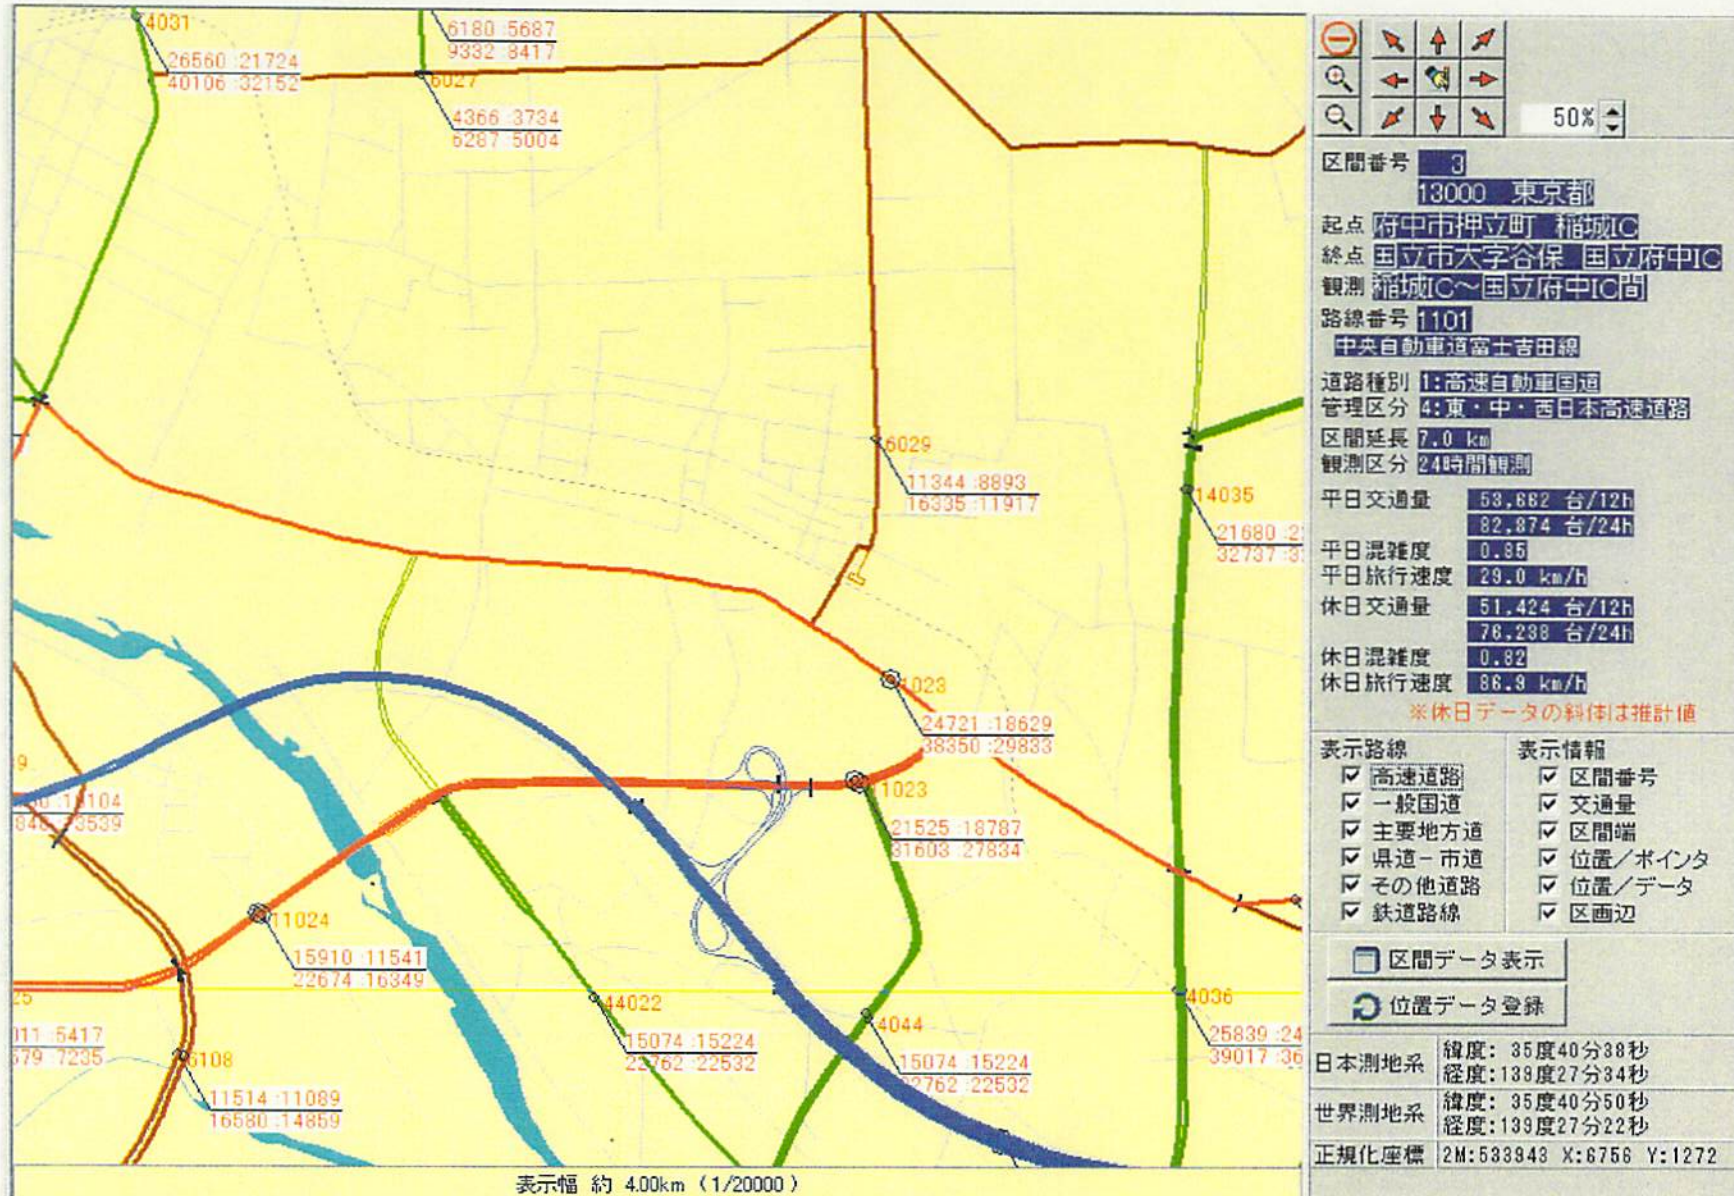 4031
26560 :21724
40106 :32152
6180 :5687
9332 :8417
6027
4366 :3734
6287 :5004
6029
11344 :8893
16335 :11917
14035
21680 :2
32737 :3
1023
24721 :18629
38350 :29833
11023
21525 :18787
31603 :27834
11024
15910 :11541
22674 :16349
44022
15074 :15224
22762 :22532
4044
15074 :15224
22762 :22532
4036
25839 :24
39017 :36
25
011 :5417
579 :7235
6108
11514 :11089
16580 :14859
表示幅 約 4.00km (1/20000)
50%
区間番号 3
13000 東京都
起点 府中市押立町 稲城IC
終点 国立市大字谷保 国立府中IC
観測 稲城IC～国立府中IC間
路線番号 1101
中央自動車道富士吉田線
道路種別 1:高速自動車国道
管理区分 4:東・中・西日本高速道路
区間延長 7.0 km
観測区分 24時間観測
平日交通量 53,662 台/12h
82,874 台/24h
平日混雑度 0.85
平日旅行速度 29.0 km/h
休日交通量 51,424 台/12h
76,238 台/24h
休日混雑度 0.82
休日旅行速度 86.9 km/h
※休日データの斜体は推計値
表示路線
高速道路
一般国道
主要地方道
県道－市道
その他道路
鉄道路線
表示情報
区間番号
交通量
区間端
位置／ポインタ
位置／データ
区画辺
区間データ表示
位置データ登録
日本測地系 緯度: 35度40分38秒
経度:139度27分34秒
世界測地系 緯度: 35度40分50秒
経度:139度27分22秒
正規化座標 2M:533943 X:6756 Y:1272